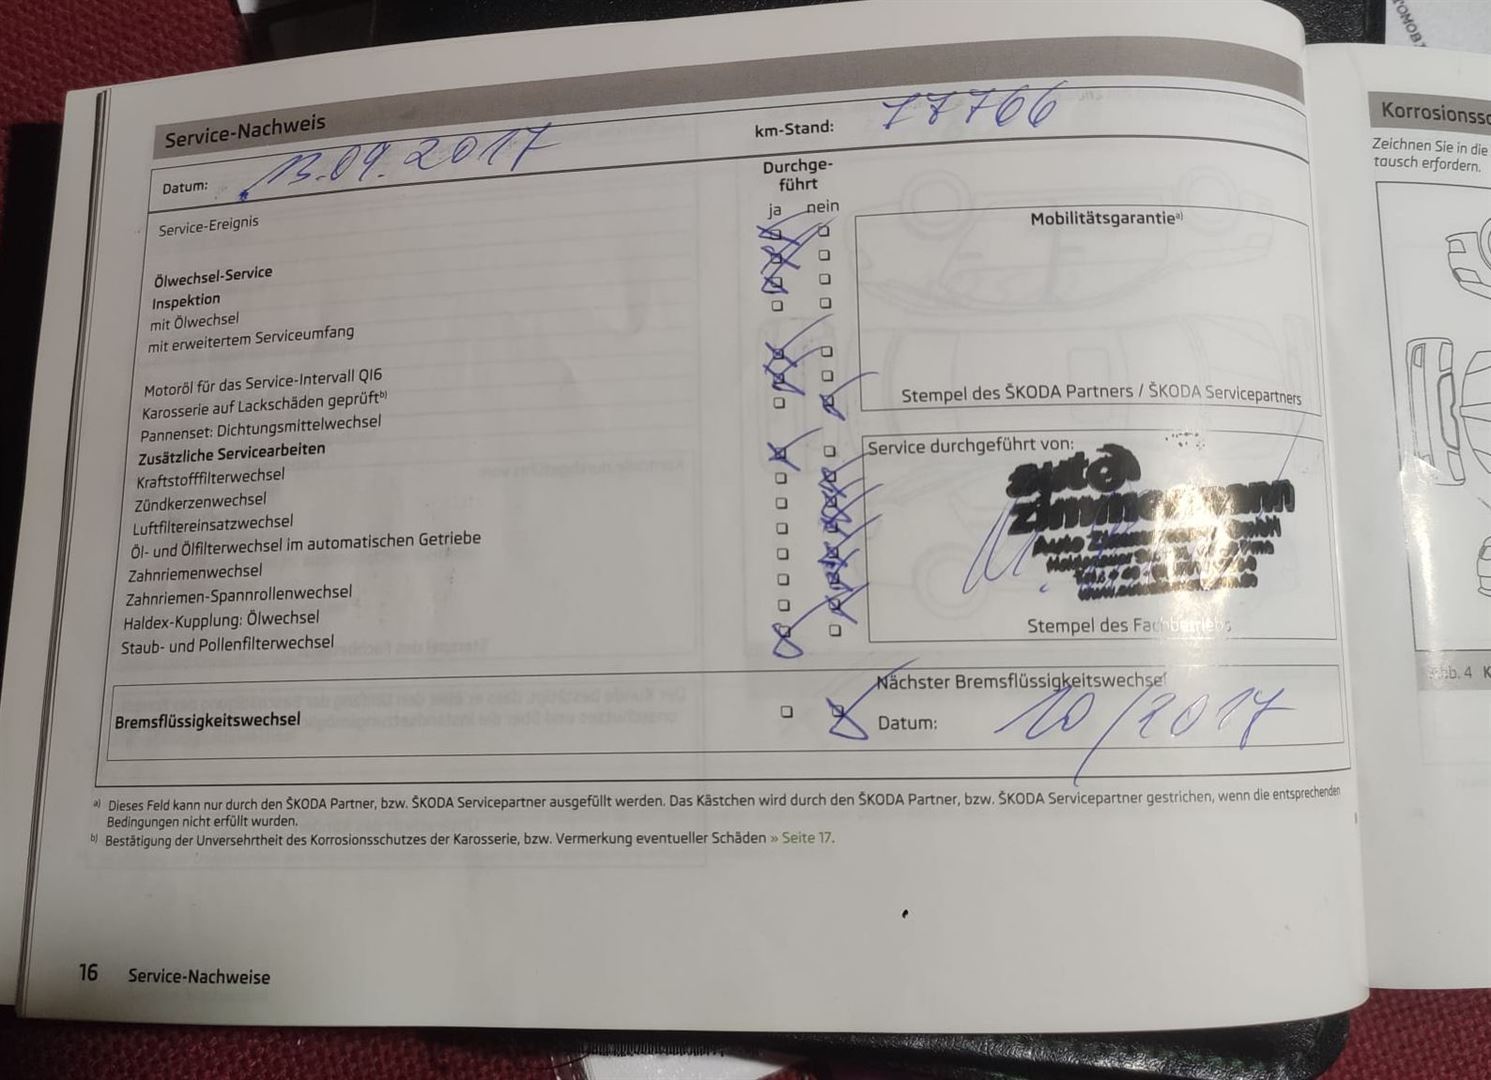 Service-Nachweis
Datum: 13.09.2017
km-Stand: 77766
Durchge-
führt
ja nein
Service-Ereignis
Ölwechsel-Service
Inspektion
mit Ölwechsel
mit erweitertem Serviceumfang
Motoröl für das Service-Intervall QI6
Karosserie auf Lackschäden geprüft b)
Pannenset: Dichtungsmittelwechsel
Zusätzliche Servicearbeiten
Kraftstofffilterwechsel
Zündkerzenwechsel
Luftfiltereinsatzwechsel
Öl- und Ölfilterwechsel im automatischen Getriebe
Zahnriemenwechsel
Zahnriemen-Spannrollenwechsel
Haldex-Kupplung: Ölwechsel
Staub- und Pollenfilterwechsel
Mobilitätsgarantie a)
Stempel des ŠKODA Partners / ŠKODA Servicepartners
Service durchgeführt von:
auto
zimmermann
Auto
Stempel des Fachbetriebs
Bremsflüssigkeitswechsel
Nächster Bremsflüssigkeitswechsel
Datum: 10/2017
a) Dieses Feld kann nur durch den ŠKODA Partner, bzw. ŠKODA Servicepartner ausgefüllt werden. Das Kästchen wird durch den ŠKODA Partner, bzw. ŠKODA Servicepartner gestrichen, wenn die entsprechenden
Bedingungen nicht erfüllt wurden.
b) Bestätigung der Unversehrtheit des Korrosionsschutzes der Karosserie, bzw. Vermerkung eventueller Schäden » Seite 17.
16 Service-Nachweise
Zeichnen Sie in die
tausch erfordern.